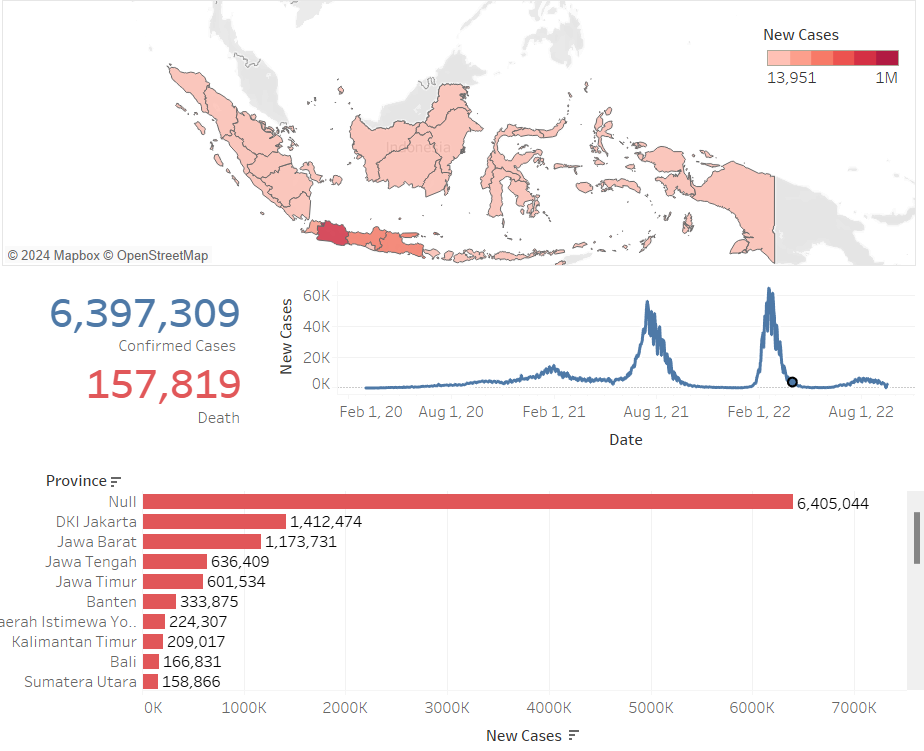 New Cases
13,951 1M
Indonesia
© 2024 Mapbox © OpenStreetMap
6,397,309
Confirmed Cases
157,819
Death
New Cases
60K
40K
20K
0K
Feb 1, 20 Aug 1, 20 Feb 1, 21 Aug 1, 21 Feb 1, 22 Aug 1, 22
Date
Province
Null 6,405,044
DKI Jakarta 1,412,474
Jawa Barat 1,173,731
Jawa Tengah 636,409
Jawa Timur 601,534
Banten 333,875
aerah Istimewa Yo.. 224,307
Kalimantan Timur 209,017
Bali 166,831
Sumatera Utara 158,866
0K 1000K 2000K 3000K 4000K 5000K 6000K 7000K
New Cases